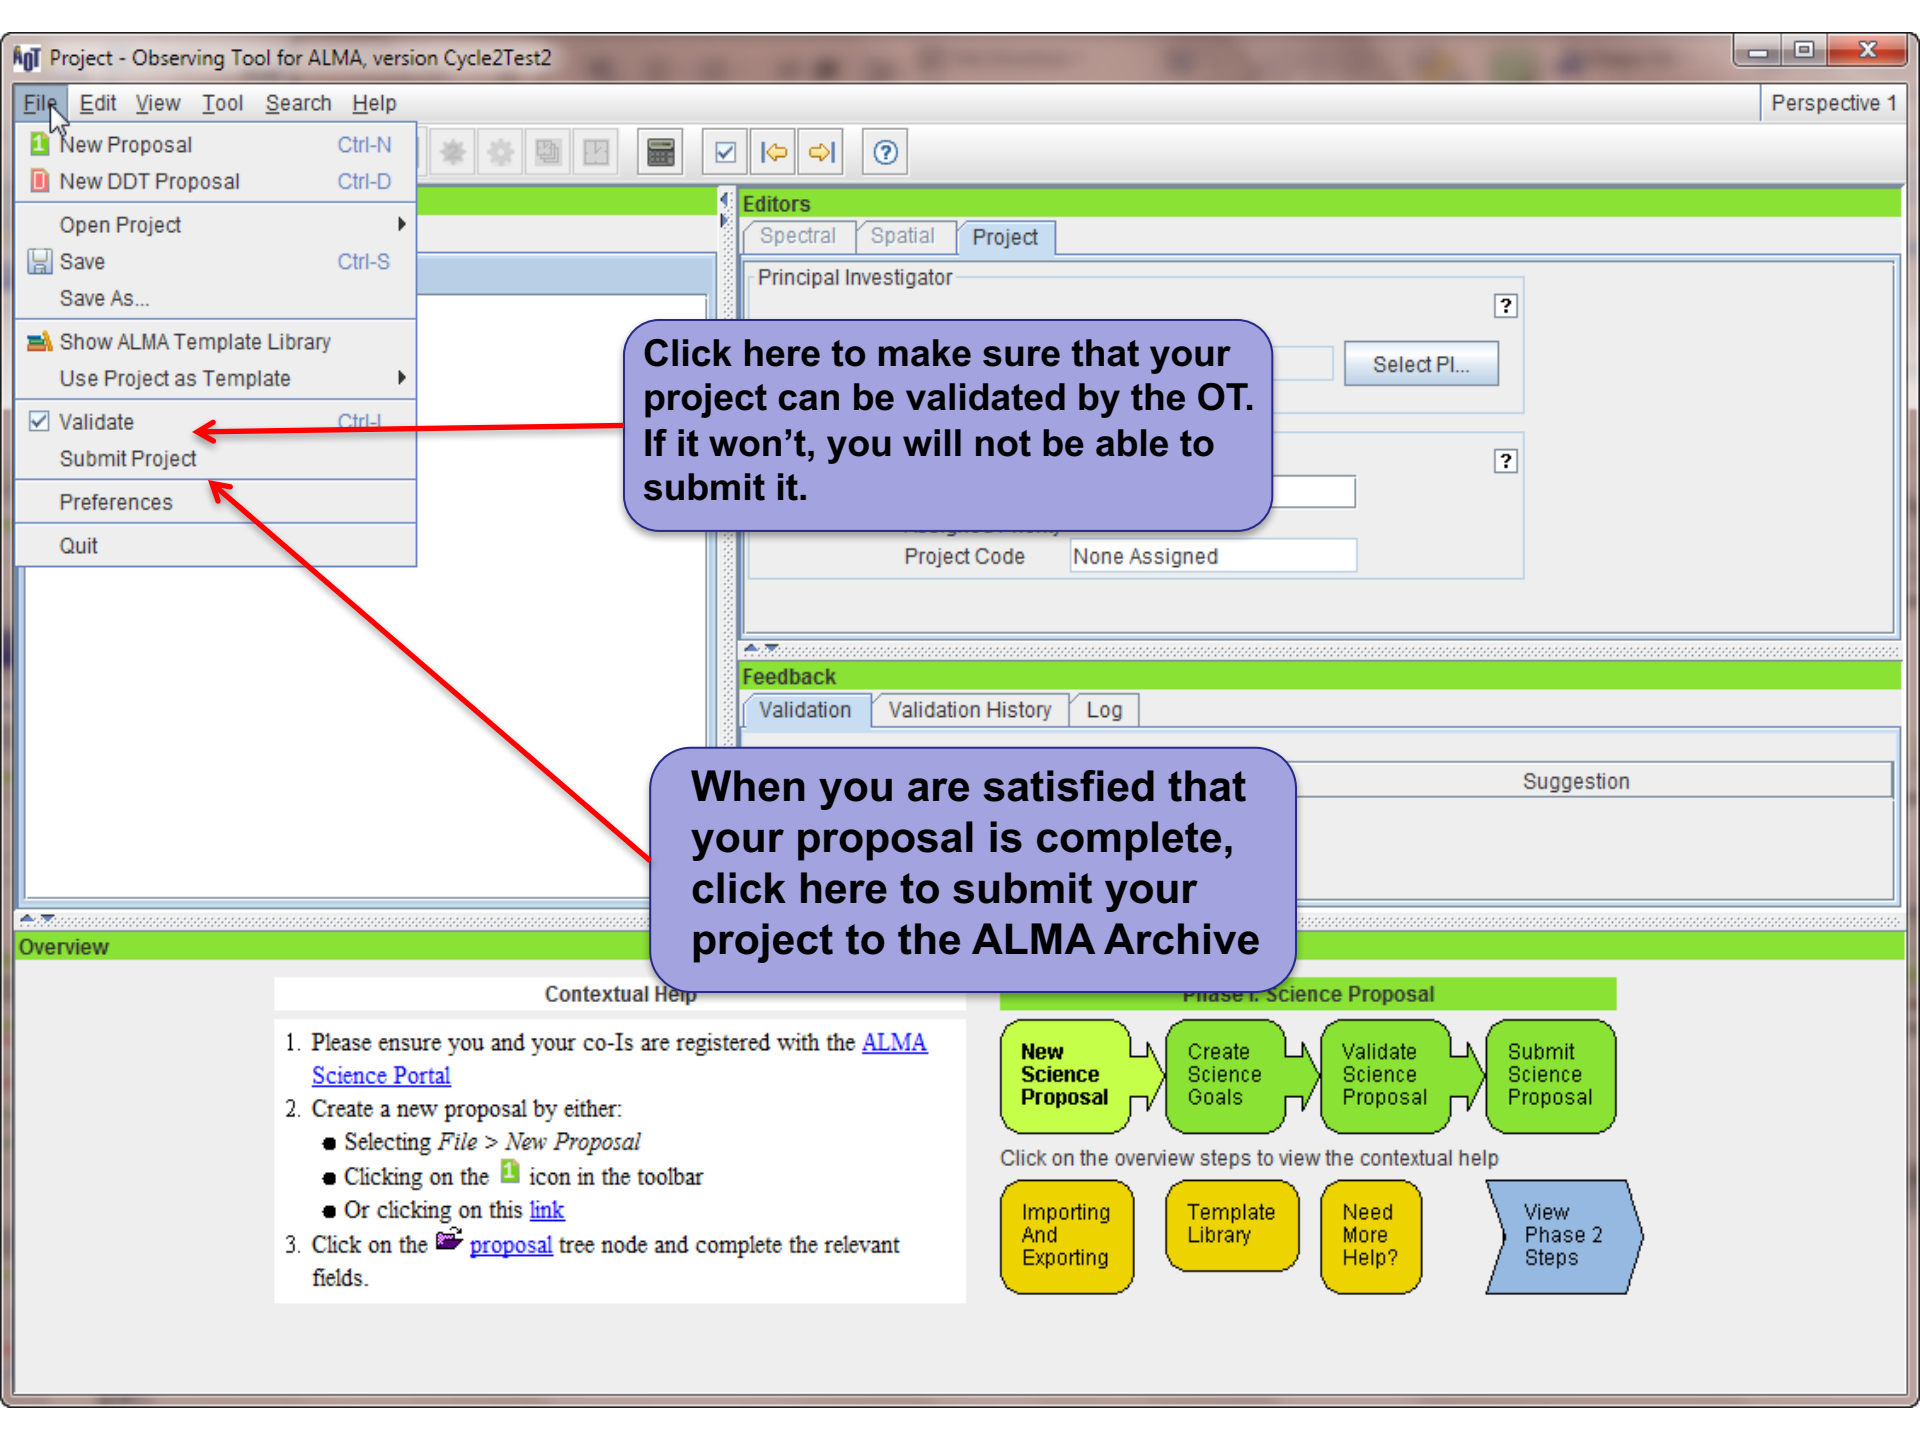 Project - Observing Tool for ALMA, version Cycle2Test2
File Edit View Tool Search Help
Perspective 1
New Proposal Ctrl-N
New DDT Proposal Ctrl-D
Open Project
Save Ctrl-S
Save As...
Show ALMA Template Library
Use Project as Template
Validate Ctrl-L
Submit Project
Preferences
Quit
Editors
Spectral Spatial Project
Principal Investigator
?
Select PI...
?
Project Code None Assigned
Click here to make sure that your
project can be validated by the OT.
If it won’t, you will not be able to
submit it.
Feedback
Validation Validation History Log
Suggestion
When you are satisfied that
your proposal is complete,
click here to submit your
project to the ALMA Archive
Overview
Contextual Help
1. Please ensure you and your co-Is are registered with the ALMA
Science Portal
2. Create a new proposal by either:
● Selecting File > New Proposal
● Clicking on the 1 icon in the toolbar
● Or clicking on this link
3. Click on the proposal tree node and complete the relevant
fields.
Phase I: Science Proposal
New
Science
Proposal
Create
Science
Goals
Validate
Science
Proposal
Submit
Science
Proposal
Click on the overview steps to view the contextual help
Importing
And
Exporting
Template
Library
Need
More
Help?
View
Phase 2
Steps